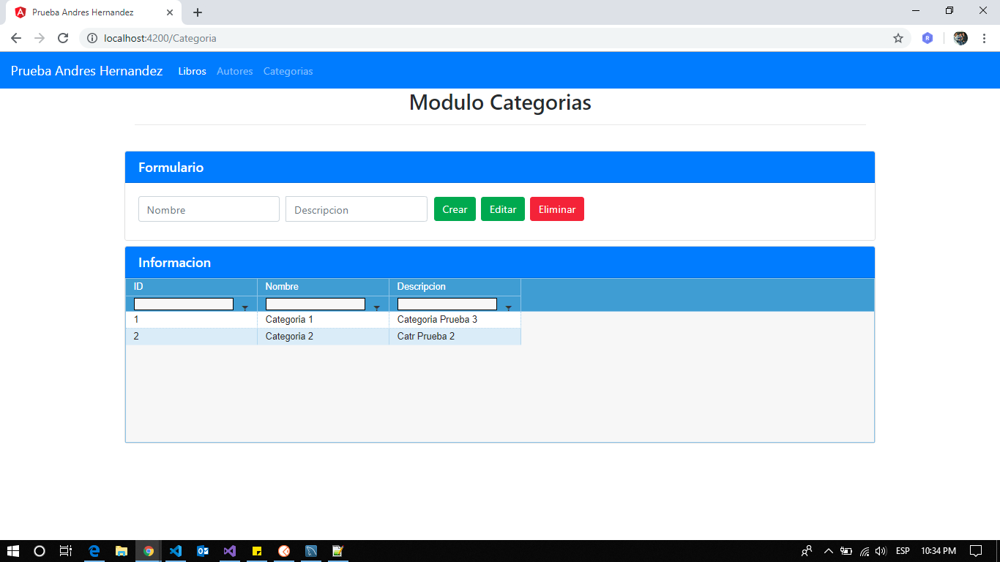 Prueba Andres Hernandez
localhost:4200/Categoria
R
Prueba Andres Hernandez Libros Autores Categorias
Modulo Categorias
Formulario
Nombre Descripcion Crear Editar Eliminar
Informacion
ID Nombre Descripcion
1 Categoria 1 Categoria Prueba 3
2 Categoria 2 Catr Prueba 2
ESP 10:34 PM